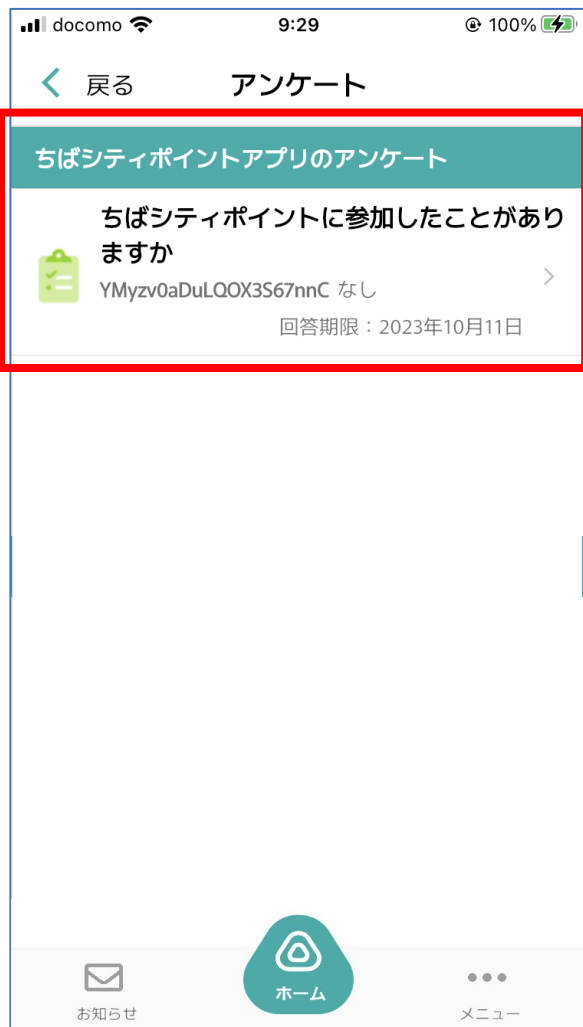 docomo 9:29 100%
戻る アンケート
ちばシティポイントアプリのアンケート
ちばシティポイントに参加したことがあり
ますか
YMyzv0aDuLQOX3S67nnC なし
回答期限：2023年10月11日
お知らせ ホーム メニュー